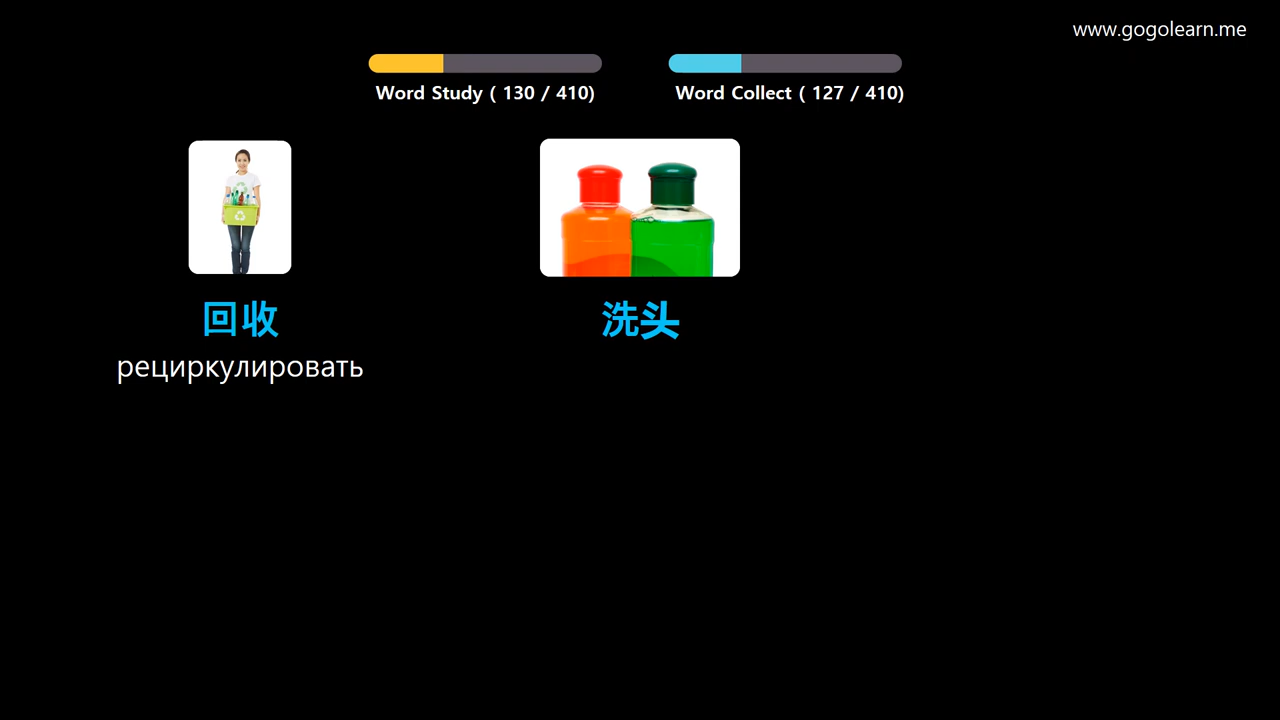 www.gogolearn.me
Word Study ( 130 / 410)
Word Collect ( 127 / 410)
回收
洗头
рециркулировать